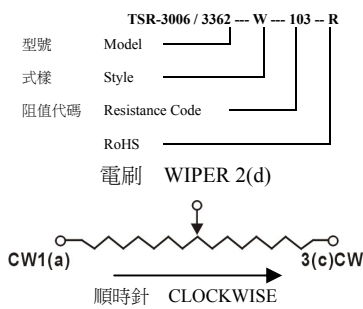 TSR-3006 / 3362 --- W --- 103 -- R
型號 Model
式樣 Style
阻值代碼 Resistance Code
RoHS
電刷 WIPER 2(d)
CW1(a) 3(c)CW
順時針 CLOCKWISE